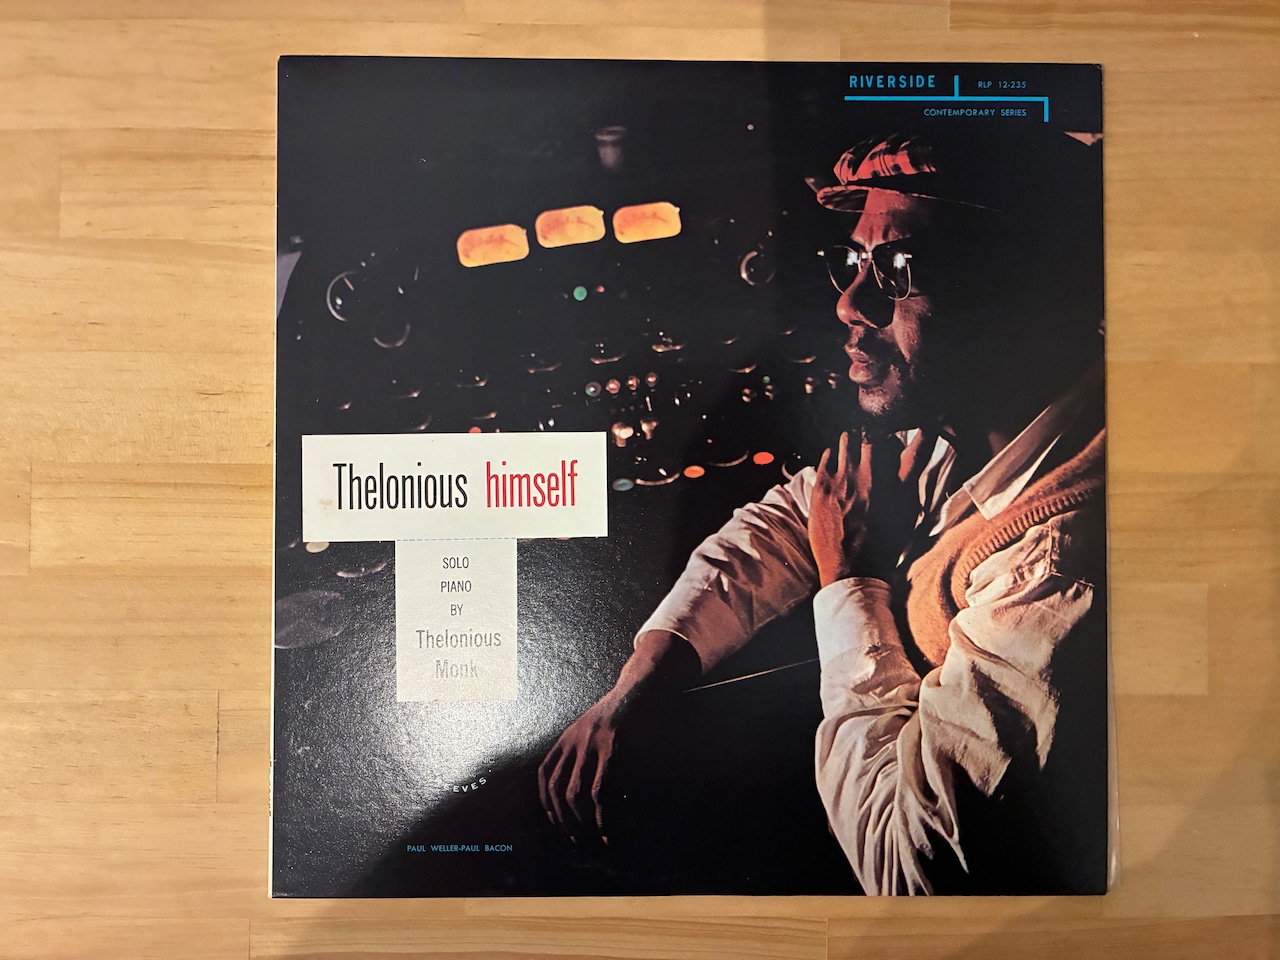 RIVERSIDE
RLP 12-235
CONTEMPORARY SERIES
Thelonious himself
SOLO
PIANO
BY
Thelonious
Monk
PAUL WELLER-PAUL BACON